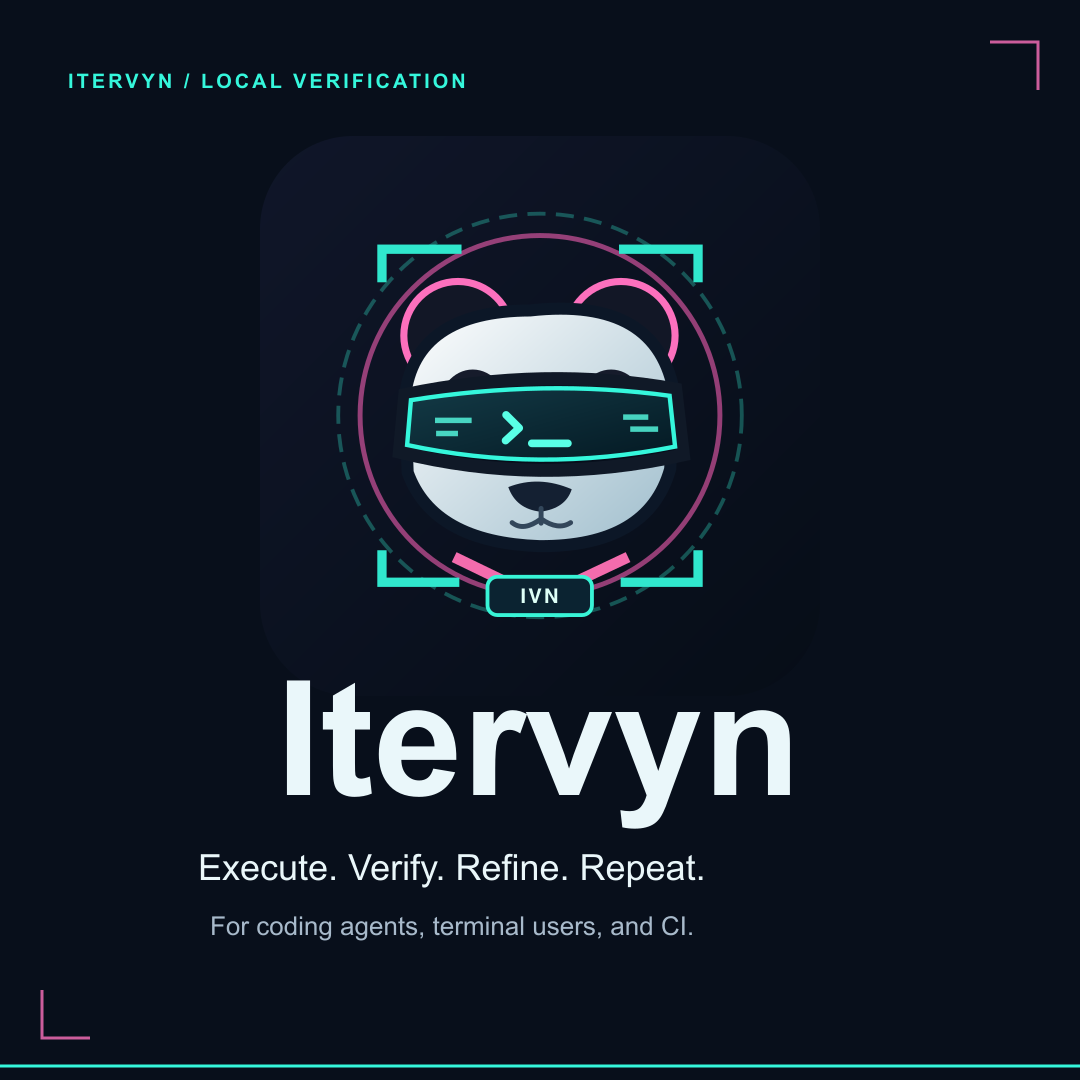 ITERVYN / LOCAL VERIFICATION
>_
IVN
Itervyn
Execute. Verify. Refine. Repeat.
For coding agents, terminal users, and CI.